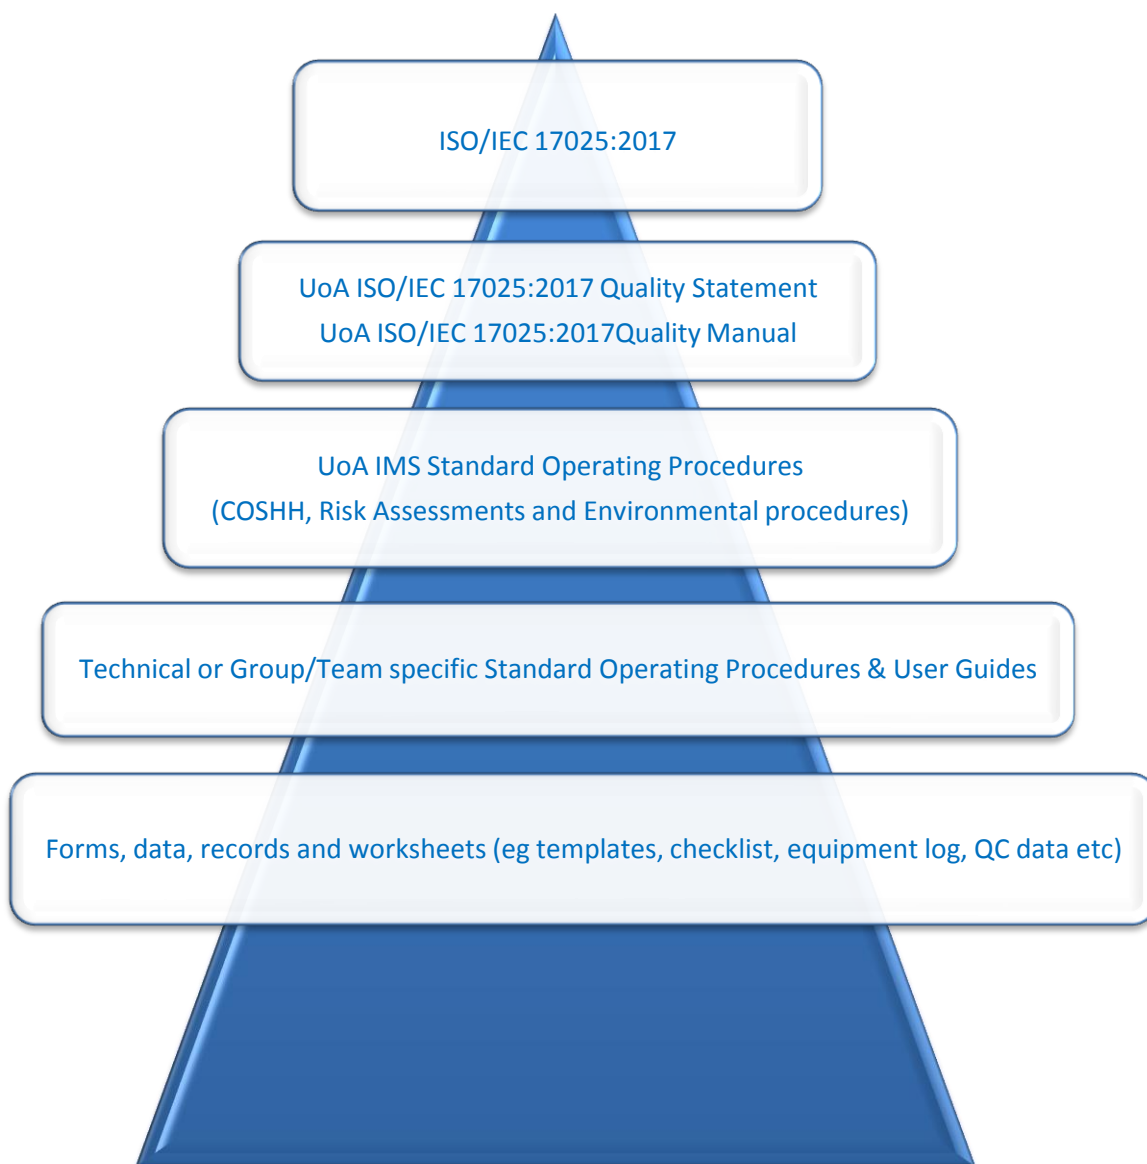 ISO/IEC 17025:2017
UoA ISO/IEC 17025:2017 Quality Statement
UoA ISO/IEC 17025:2017Quality Manual
UoA IMS Standard Operating Procedures
(COSHH, Risk Assessments and Environmental procedures)
Technical or Group/Team specific Standard Operating Procedures & User Guides
Forms, data, records and worksheets (eg templates, checklist, equipment log, QC data etc)